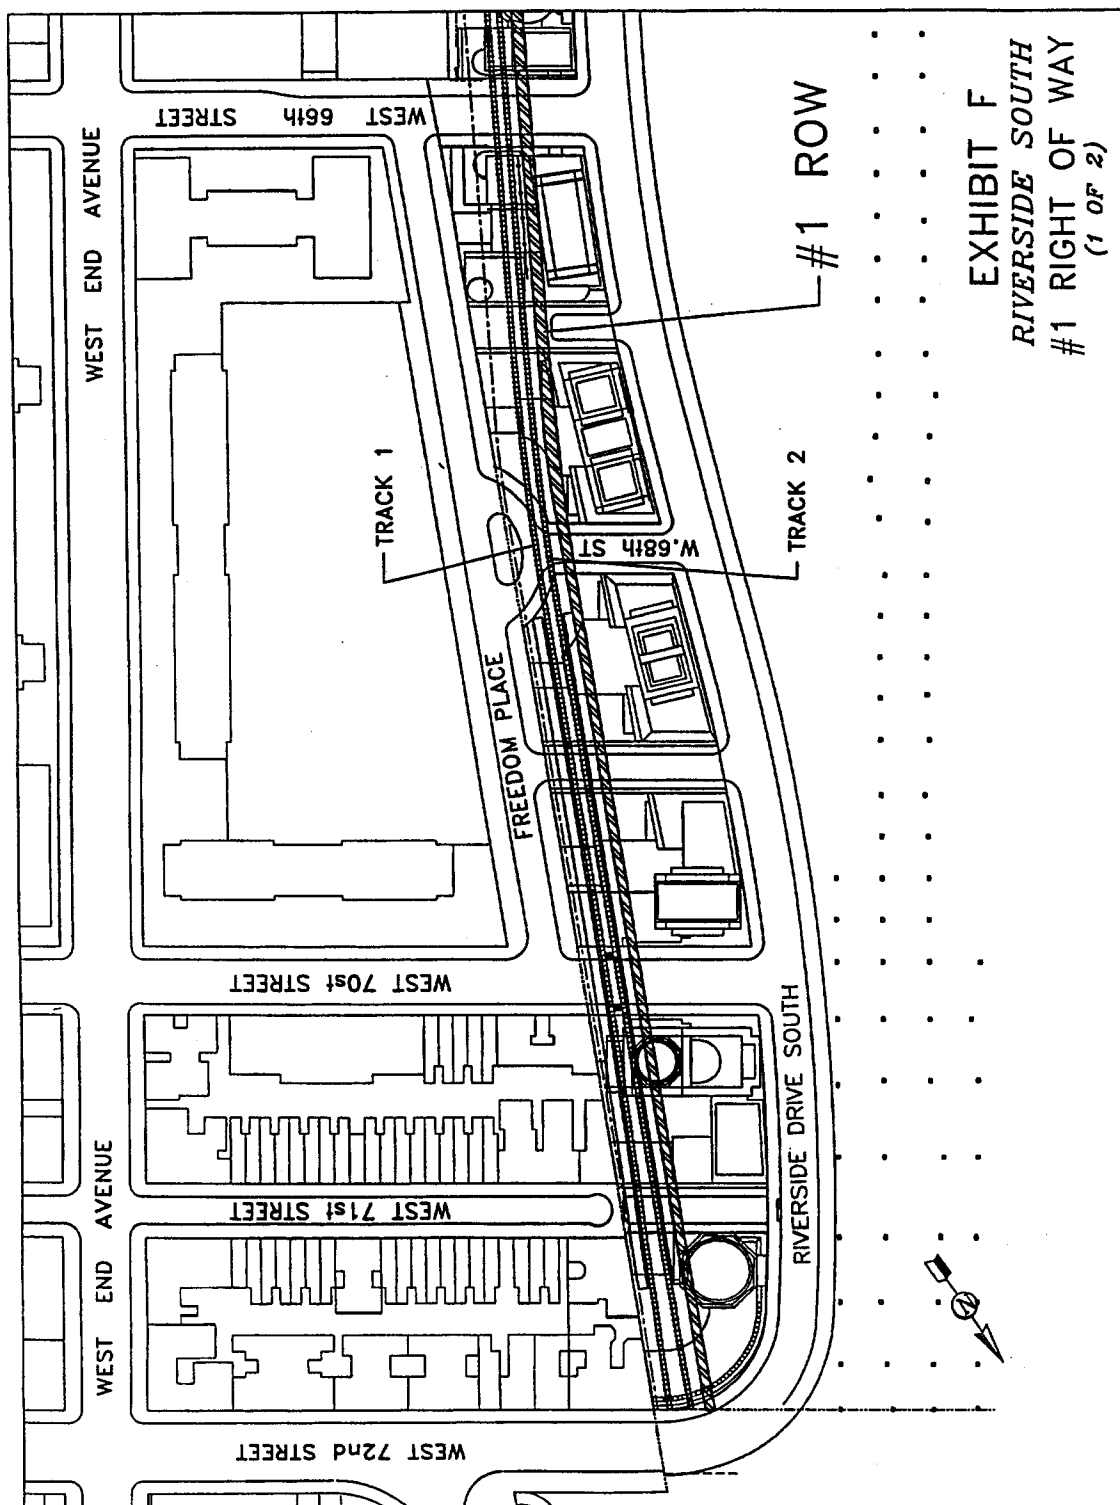 EXHIBIT F
RIVERSIDE SOUTH
#1 RIGHT OF WAY
(1 OF 2)
#1 ROW
TRACK 1
TRACK 2
WEST END AVENUE
WEST 66th STREET
W.68th ST
FREEDOM PLACE
WEST 70st STREET
RIVERSIDE DRIVE SOUTH
WEST END AVENUE
WEST 71st STREET
WEST 72nd STREET
N